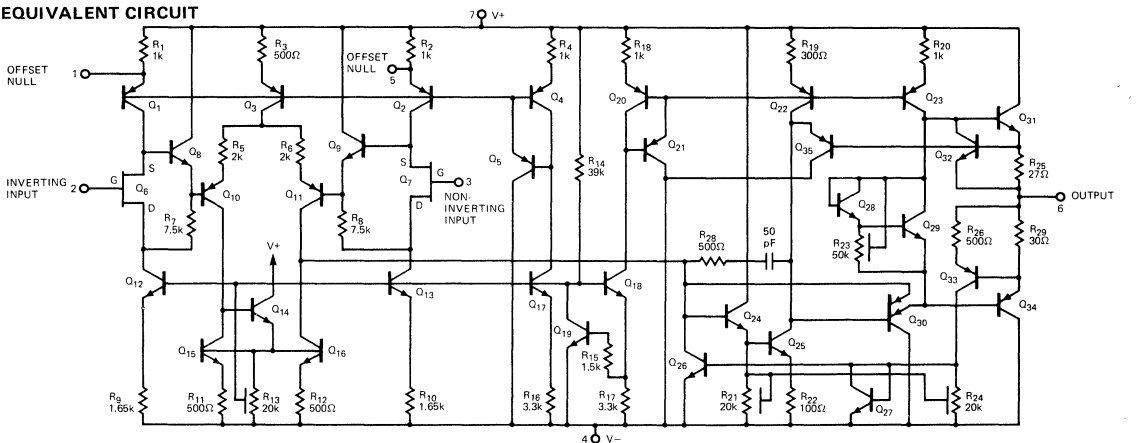 EQUIVALENT CIRCUIT
7 V+
R1 1k
R3 500Ω
R2 1k
R4 1k
R18 1k
R19 300Ω
R20 1k
OFFSET NULL 1
OFFSET NULL 5
Q1
Q3
Q2
Q4
Q20
Q22
Q23
Q31
Q8
R5 2k
R6 2k
Q9
Q5
R14 39k
Q21
Q35
Q32
R25 27Ω
INVERTING INPUT 2
G
S
D
Q6
Q10
Q11
S
G
D
Q7
3
NON-INVERTING INPUT
6 OUTPUT
R7 7.5k
R8 7.5k
Q28
Q29
R23 50k
R26 500Ω
R29 30Ω
V+
R28 500Ω
50 pF
Q33
Q12
Q14
Q13
Q17
Q18
Q24
Q30
Q34
Q19
Q25
Q15
Q16
R15 1.5k
Q26
R9 1.65k
R11 500Ω
R13 20k
R12 500Ω
R10 1.65k
R16 3.3k
R17 3.3k
R21 20k
R22 100Ω
Q27
R24 20k
4 V−